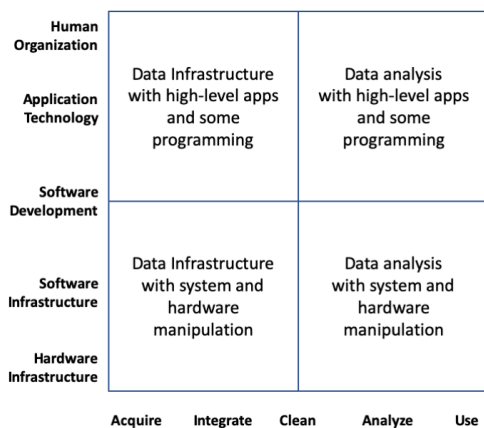 Human
Organization
Application
Technology
Software
Development
Software
Infrastructure
Hardware
Infrastructure
Data Infrastructure
with high-level apps
and some
programming
Data analysis
with high-level apps
and some
programming
Data Infrastructure
with system and
hardware
manipulation
Data analysis
with system and
hardware
manipulation
Acquire Integrate Clean Analyze Use